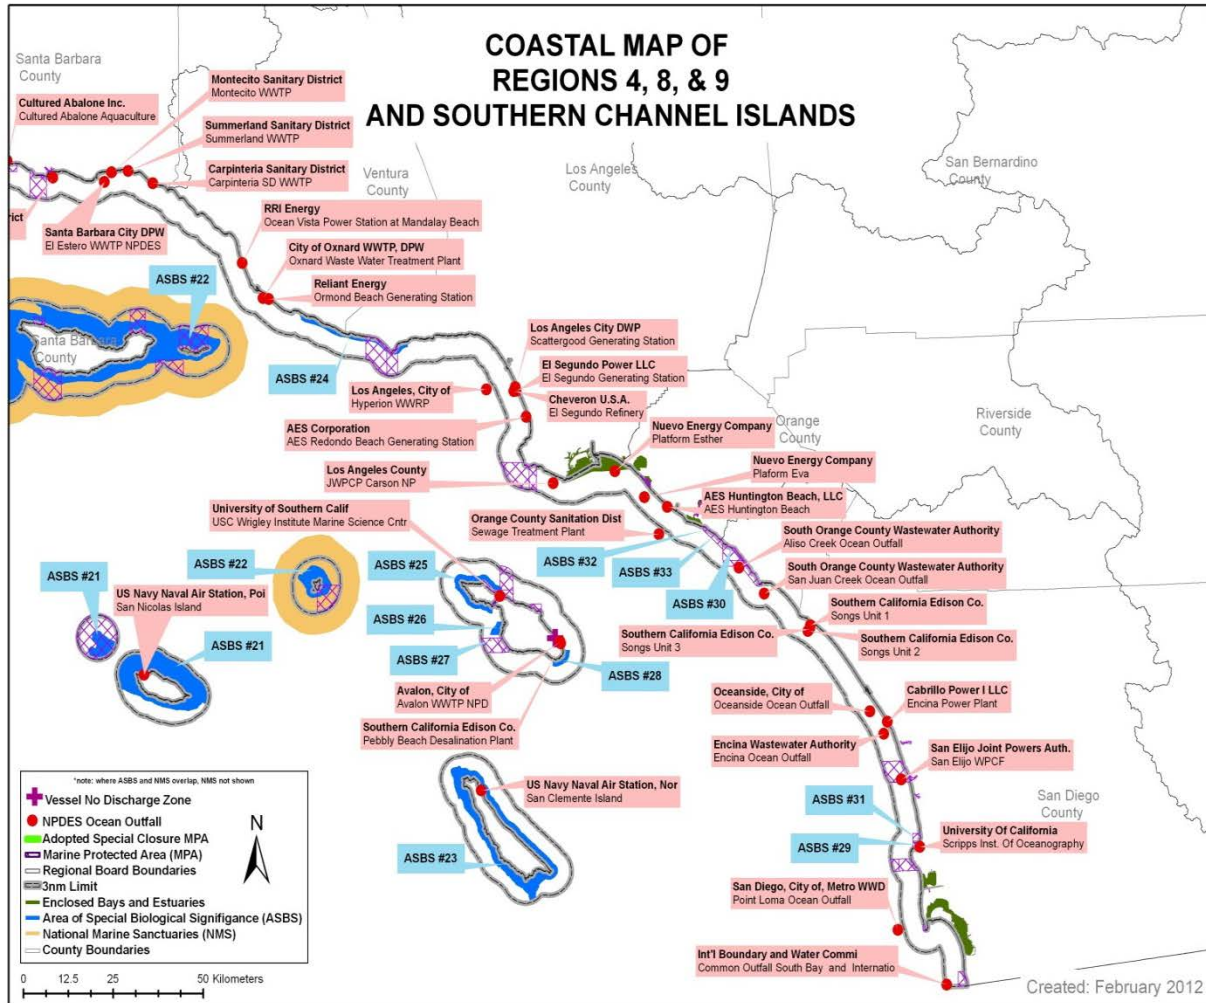 COASTAL MAP OF
REGIONS 4, 8, & 9
AND SOUTHERN CHANNEL ISLANDS
Santa Barbara
County
Cultured Abalone Inc.
Cultured Abalone Aquaculture
Montecito Sanitary District
Montecito WWTP
Summerland Sanitary District
Summerland WWTP
Carpinteria Sanitary District
Carpinteria SD WWTP
Ventura
County
Los Angeles
County
San Bernardino
County
rict
Santa Barbara City DPW
El Estero WWTP NPDES
RRI Energy
Ocean Vista Power Station at Mandalay Beach
City of Oxnard WWTP, DPW
Oxnard Waste Water Treatment Plant
Reliant Energy
Ormond Beach Generating Station
ASBS #22
Santa Barbara
County
ASBS #24
Los Angeles City DWP
Scattergood Generating Station
El Segundo Power LLC
El Segundo Generating Station
Los Angeles, City of
Hyperion WWRP
Cheveron U.S.A.
El Segundo Refinery
AES Corporation
AES Redondo Beach Generating Station
Nuevo Energy Company
Platform Esther
Orange
County
Riverside
County
Los Angeles County
JWPCP Carson NP
Nuevo Energy Company
Plaform Eva
AES Huntington Beach, LLC
AES Huntington Beach
University of Southern Calif
USC Wrigley Institute Marine Science Cntr
Orange County Sanitation Dist
Sewage Treatment Plant
South Orange County Wastewater Authority
Aliso Creek Ocean Outfall
ASBS #32
ASBS #33
ASBS #30
South Orange County Wastewater Authority
San Juan Creek Ocean Outfall
ASBS #21
ASBS #22
ASBS #25
US Navy Naval Air Station, Poi
San Nicolas Island
ASBS #21
ASBS #26
ASBS #27
ASBS #28
Southern California Edison Co.
Songs Unit 1
Southern California Edison Co.
Songs Unit 3
Southern California Edison Co.
Songs Unit 2
Avalon, City of
Avalon WWTP NPD
Southern California Edison Co.
Pebbly Beach Desalination Plant
Oceanside, City of
Oceanside Ocean Outfall
Cabrillo Power I LLC
Encina Power Plant
Encina Wastewater Authority
Encina Ocean Outfall
San Elijo Joint Powers Auth.
San Elijo WPCF
US Navy Naval Air Station, Nor
San Clemente Island
ASBS #23
ASBS #31
San Diego
County
ASBS #29
University Of California
Scripps Inst. Of Oceanography
San Diego, City of, Metro WWD
Point Loma Ocean Outfall
Int'l Boundary and Water Commi
Common Outfall South Bay and Internatio
*note: where ASBS and NMS overlap, NMS not shown
Vessel No Discharge Zone
NPDES Ocean Outfall
Adopted Special Closure MPA
Marine Protected Area (MPA)
Regional Board Boundaries
3nm Limit
Enclosed Bays and Estuaries
Area of Special Biological Signifigance (ASBS)
National Marine Sanctuaries (NMS)
County Boundaries
N
0 12.5 25 50 Kilometers
Created: February 2012